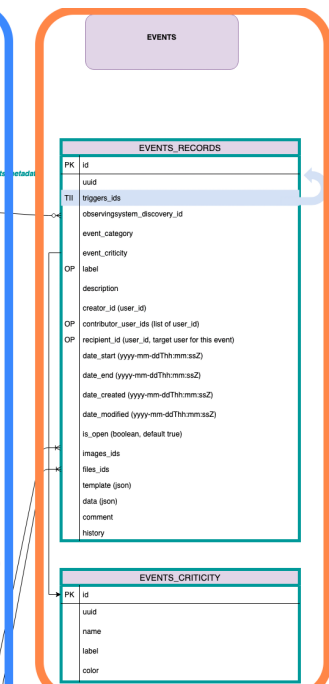 EVENTS
EVENTS_RECORDS
PK id
uuid
TII triggers_ids
observingsystem_discovery_id
event_category
event_criticity
OP label
description
creator_id (user_id)
OP contributor_user_ids (list of user_id)
OP recipient_id (user_id, target user for this event)
date_start (yyyy-mm-ddThh:mm:ssZ)
date_end (yyyy-mm-ddThh:mm:ssZ)
date_created (yyyy-mm-ddThh:mm:ssZ)
date_modified (yyyy-mm-ddThh:mm:ssZ)
is_open (boolean, default true)
images_ids
files_ids
template (json)
data (json)
comment
history
EVENTS_CRITICITY
PK id
uuid
name
label
color